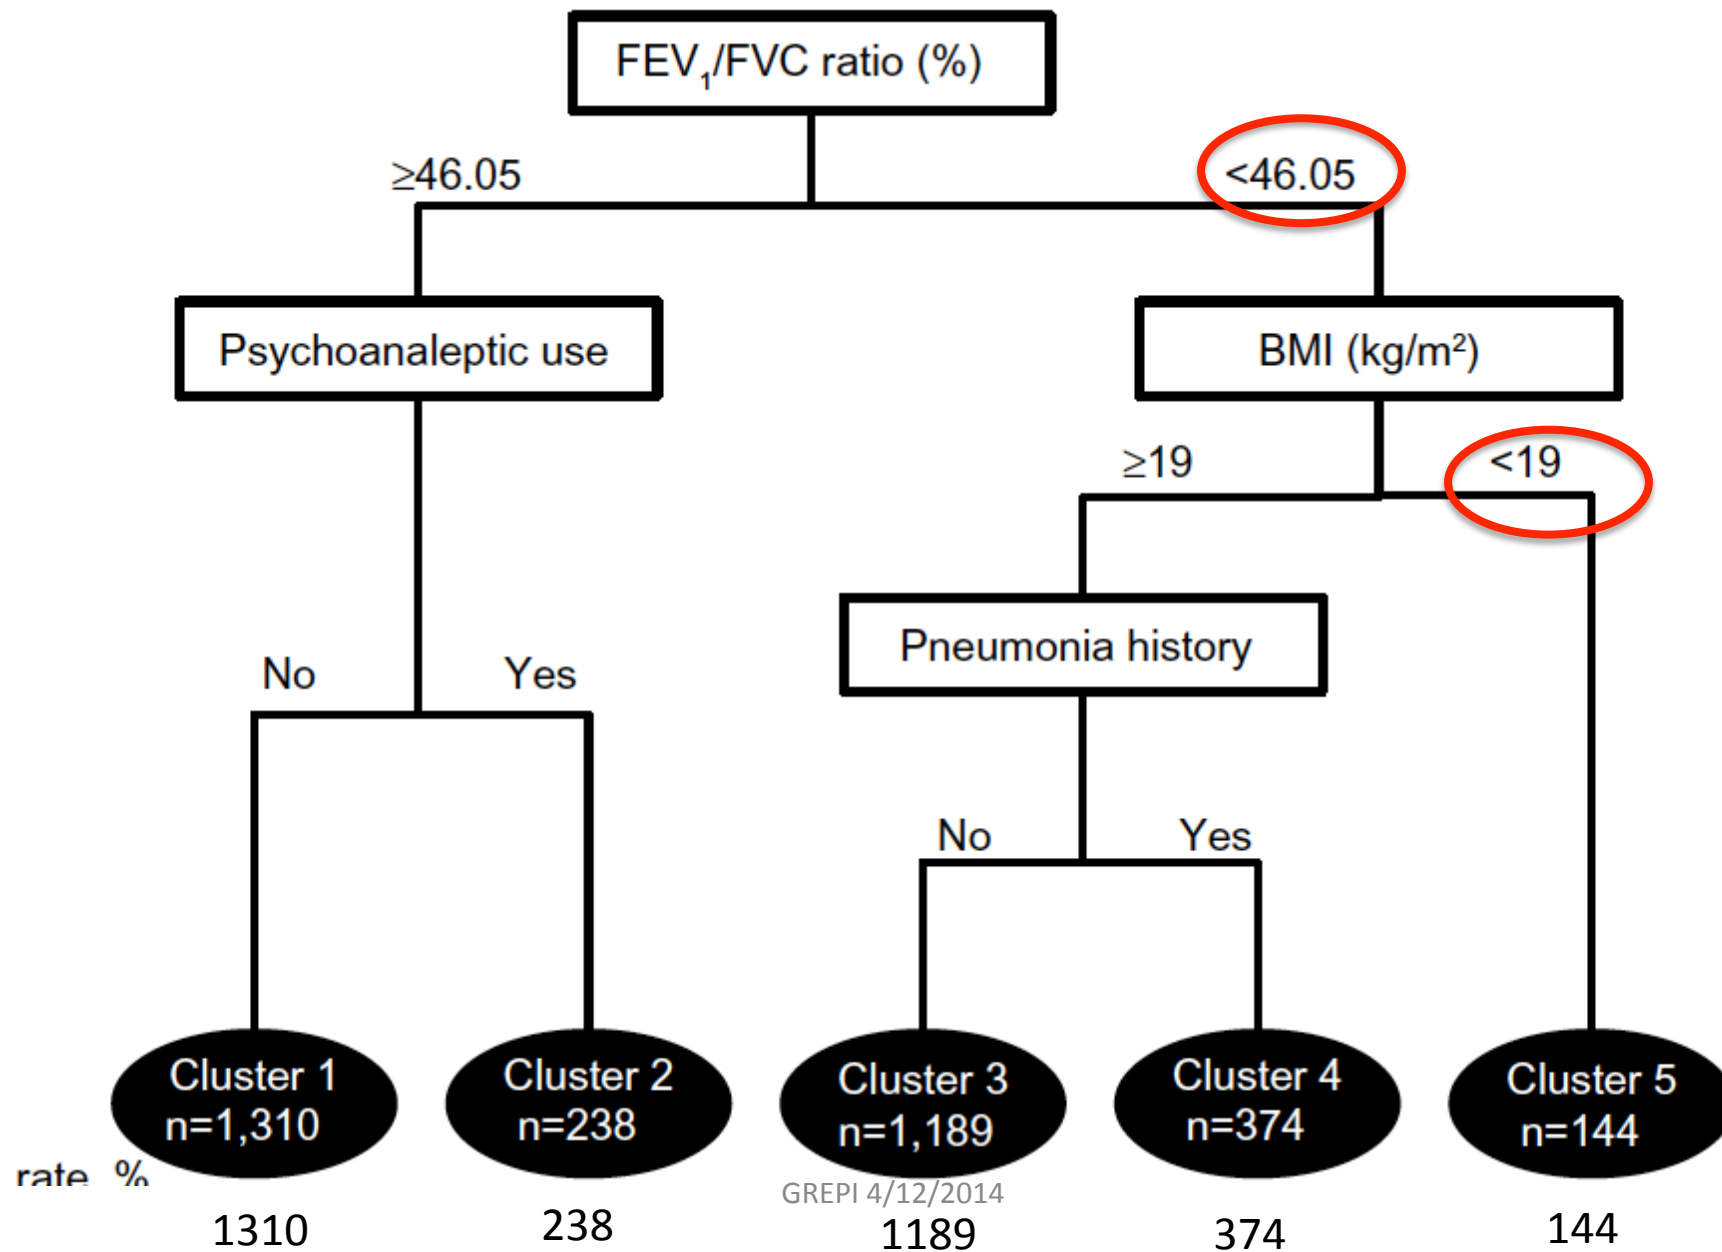 FEV₁/FVC ratio (%)
≥46.05
<46.05
Psychoanaleptic use
BMI (kg/m²)
≥19
<19
Pneumonia history
No
Yes
No
Yes
Cluster 1
n=1,310
Cluster 2
n=238
Cluster 3
n=1,189
Cluster 4
n=374
Cluster 5
n=144
rate, %
GREPI 4/12/2014
1310
238
1189
374
144